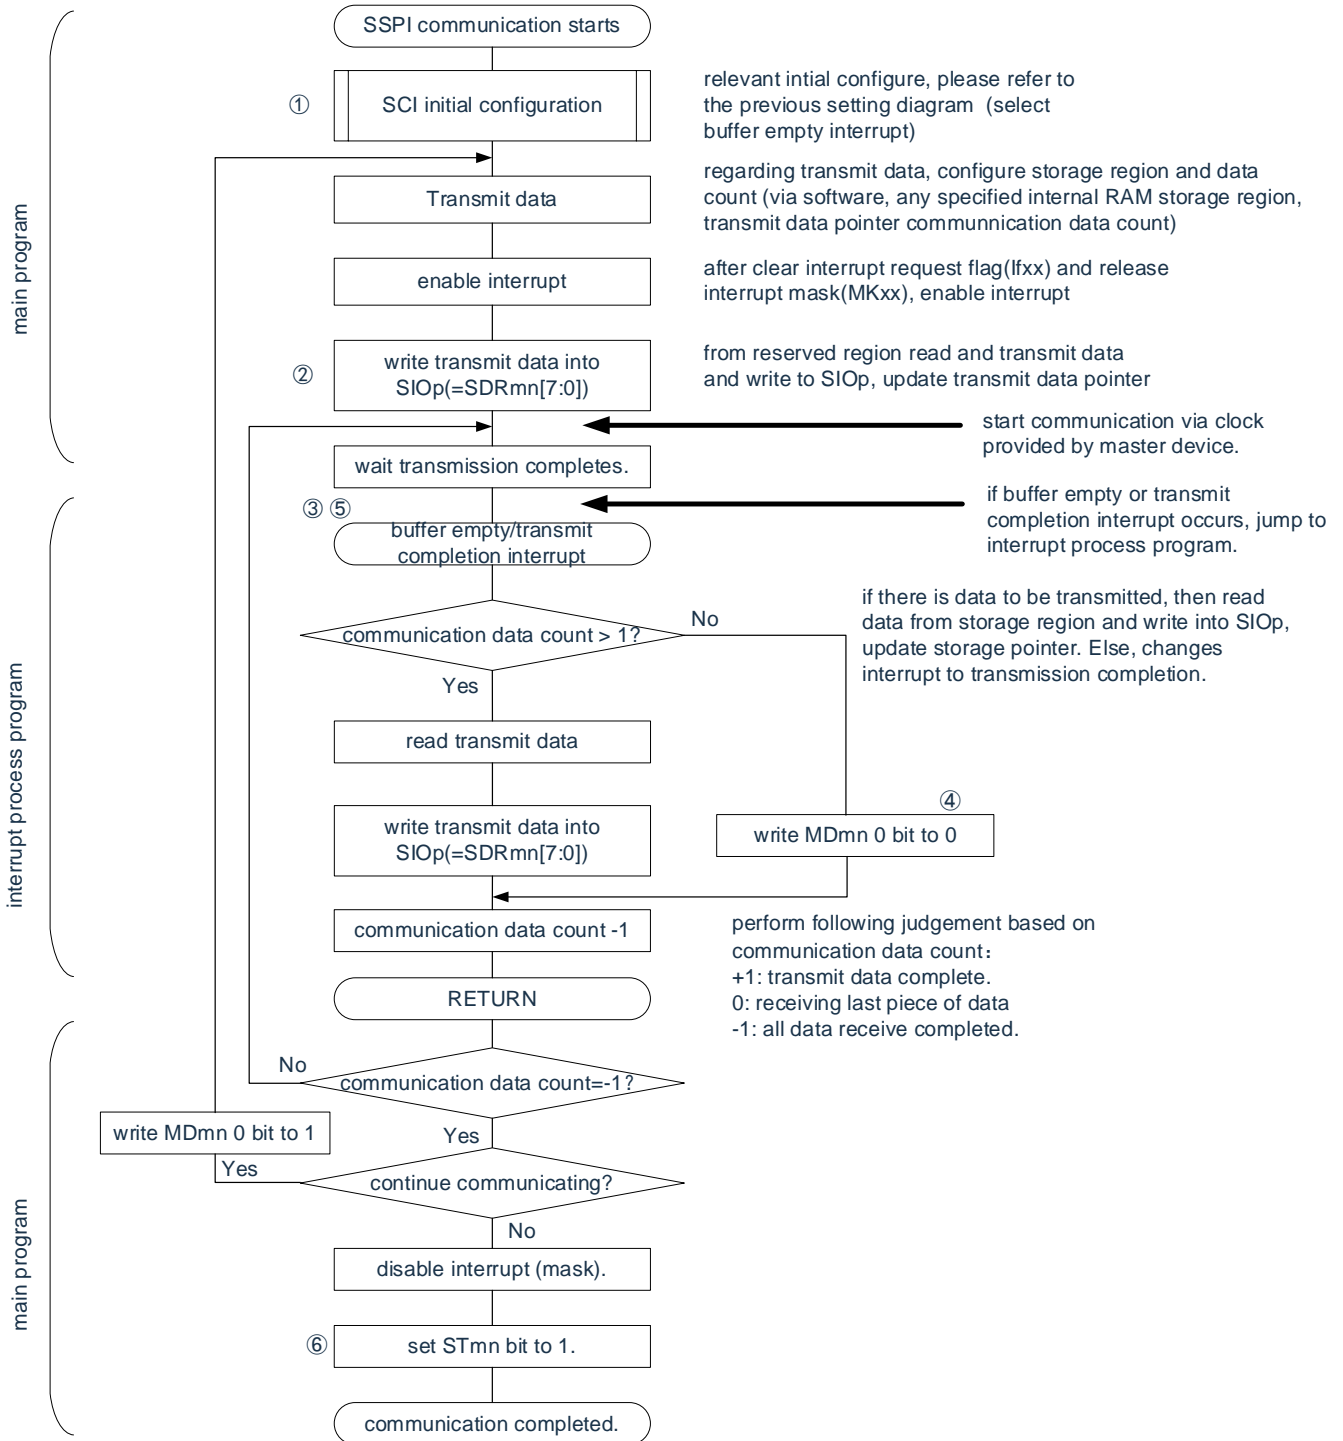 SSPI communication starts
①
SCI initial configuration
relevant intial configure, please refer to
the previous setting diagram  (select
buffer empty interrupt)
main program
Transmit data
regarding transmit data, configure storage region and data
count (via software, any specified internal RAM storage region,
transmit data pointer communnication data count)
enable interrupt
after clear interrupt request flag(Ifxx) and release
interrupt mask(MKxx), enable interrupt
②
write transmit data into
SIOp(=SDRmn[7:0])
from reserved region read and transmit data
and write to SIOp, update transmit data pointer
start communication via clock
provided by master device.
wait transmission completes.
③ ⑤
if buffer empty or transmit
completion interrupt occurs, jump to
interrupt process program.
buffer empty/transmit
completion interrupt
interrupt process program
communication data count > 1?
No
Yes
if there is data to be transmitted, then read
data from storage region and write into SIOp,
update storage pointer. Else, changes
interrupt to transmission completion.
read transmit data
write transmit data into
SIOp(=SDRmn[7:0])
④
write MDmn 0 bit to 0
communication data count -1
perform following judgement based on
communication data count：
+1: transmit data complete.
0: receiving last piece of data
-1: all data receive completed.
RETURN
main program
No
communication data count=-1?
Yes
write MDmn 0 bit to 1
Yes
continue communicating?
No
disable interrupt (mask).
⑥
set STmn bit to 1.
communication completed.